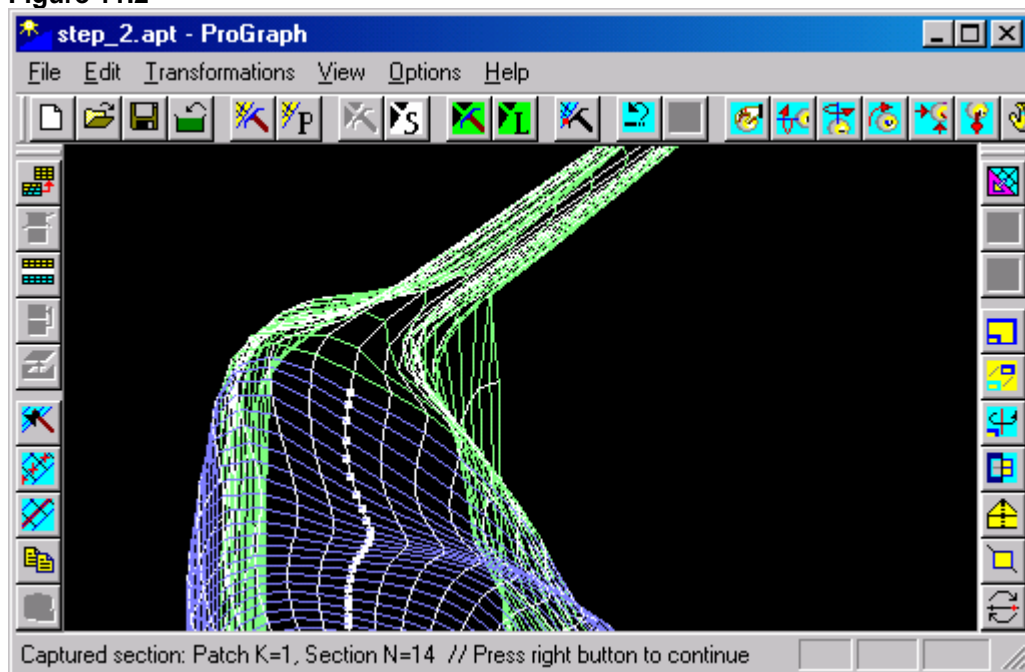 Figure 11.2
step_2.apt - ProGraph
File Edit Transformations View Options Help
P S L
Captured section: Patch K=1, Section N=14 // Press right button to continue